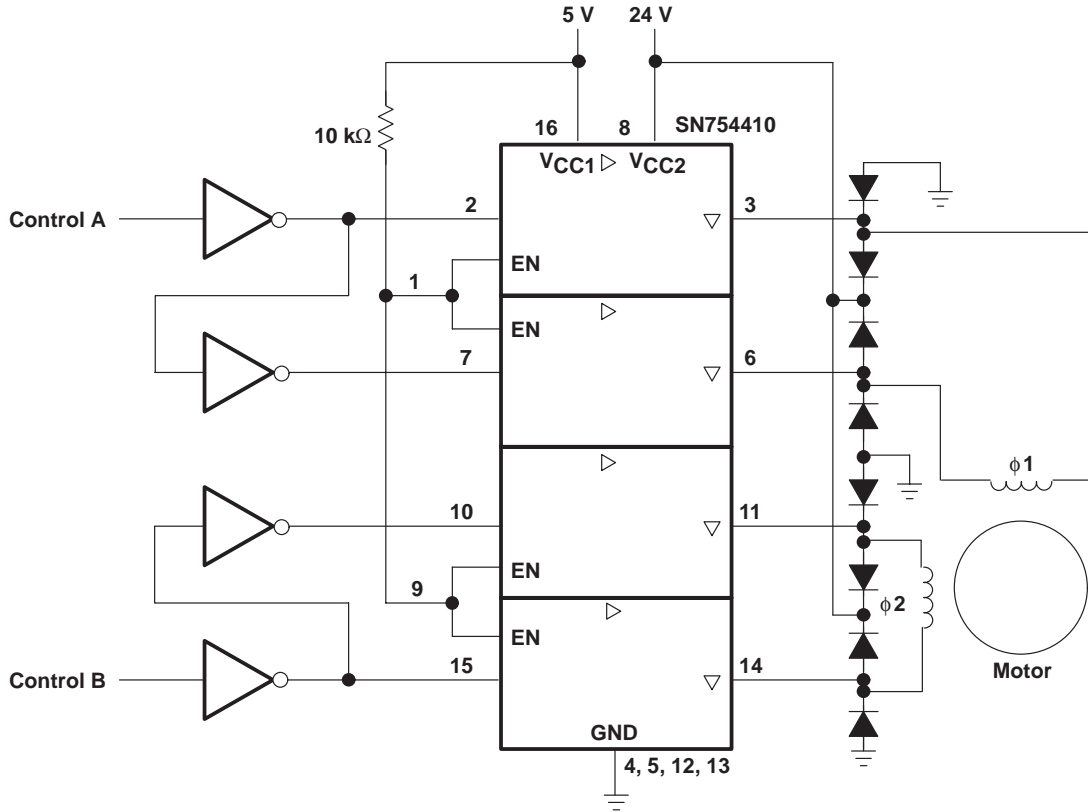 5 V
24 V
SN754410
10 kΩ
16
8
VCC1
VCC2
Control A
2
3
EN
1
EN
7
6
ϕ1
10
11
EN
9
ϕ2
EN
Motor
Control B
15
14
GND
4, 5, 12, 13